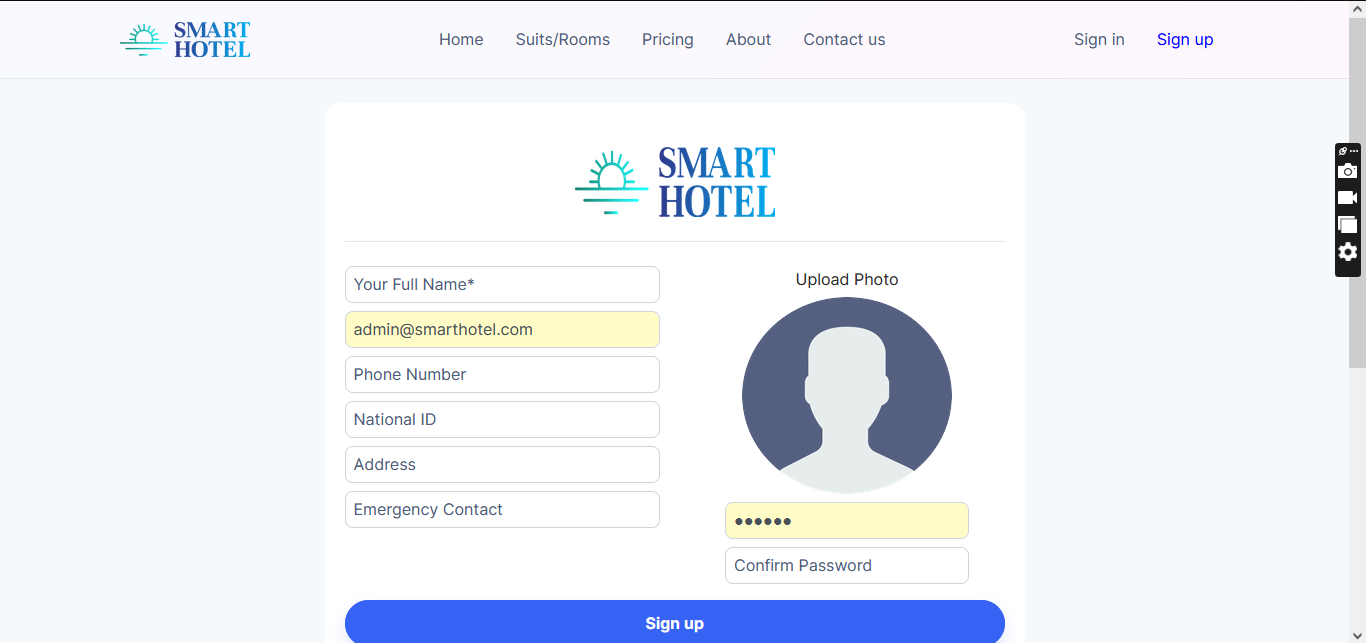 SMART
HOTEL
Home Suits/Rooms Pricing About Contact us Sign in Sign up
SMART
HOTEL
Your Full Name*
admin@smarthotel.com
Phone Number
National ID
Address
Emergency Contact
Upload Photo
••••••
Confirm Password
Sign up